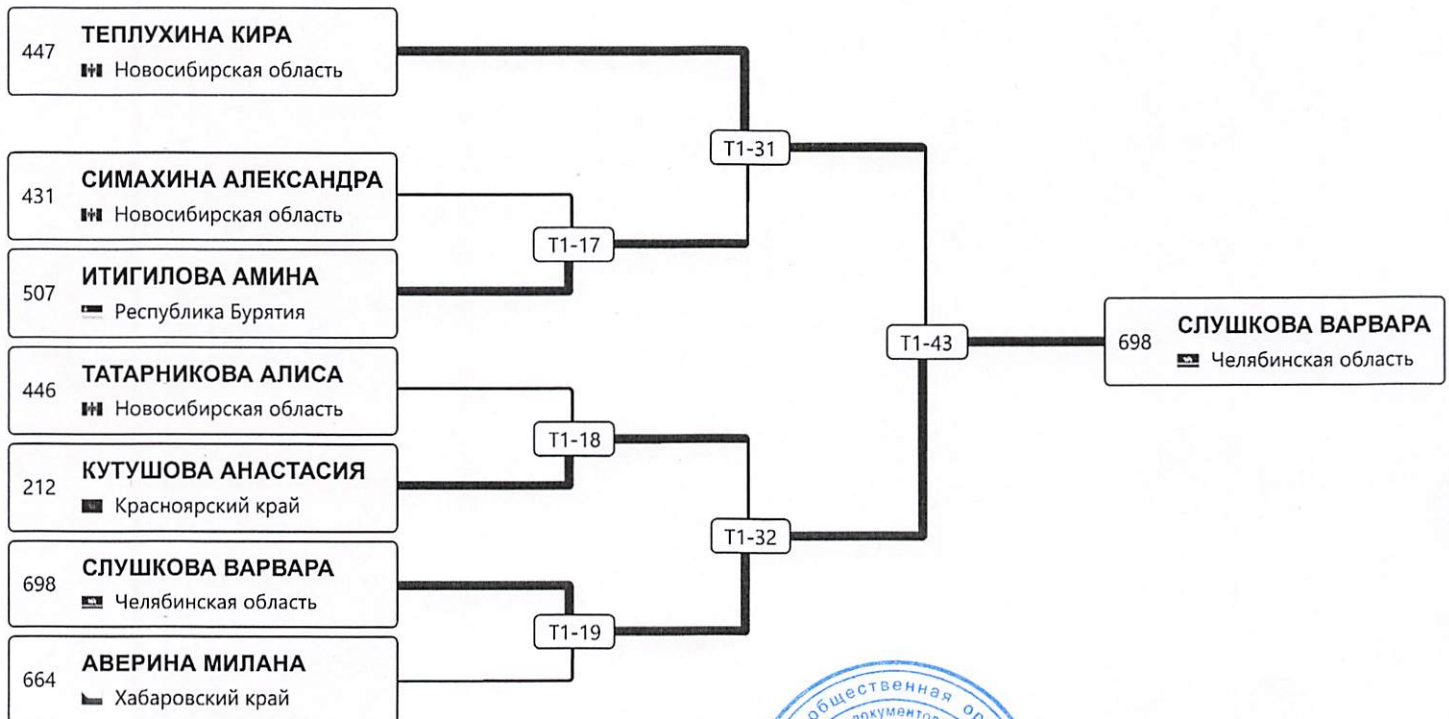 447 ТЕПЛУХИНА КИРА
Новосибирская область
T1-31
431 СИМАХИНА АЛЕКСАНДРА
Новосибирская область
T1-17
507 ИТИГИЛОВА АМИНА
Республика Бурятия
T1-43
698 СЛУШКОВА ВАРВАРА
Челябинская область
446 ТАТАРНИКОВА АЛИСА
Новосибирская область
T1-18
212 КУТУШОВА АНАСТАСИЯ
Красноярский край
T1-32
698 СЛУШКОВА ВАРВАРА
Челябинская область
T1-19
664 АВЕРИНА МИЛАНА
Хабаровский край
общественная
документов